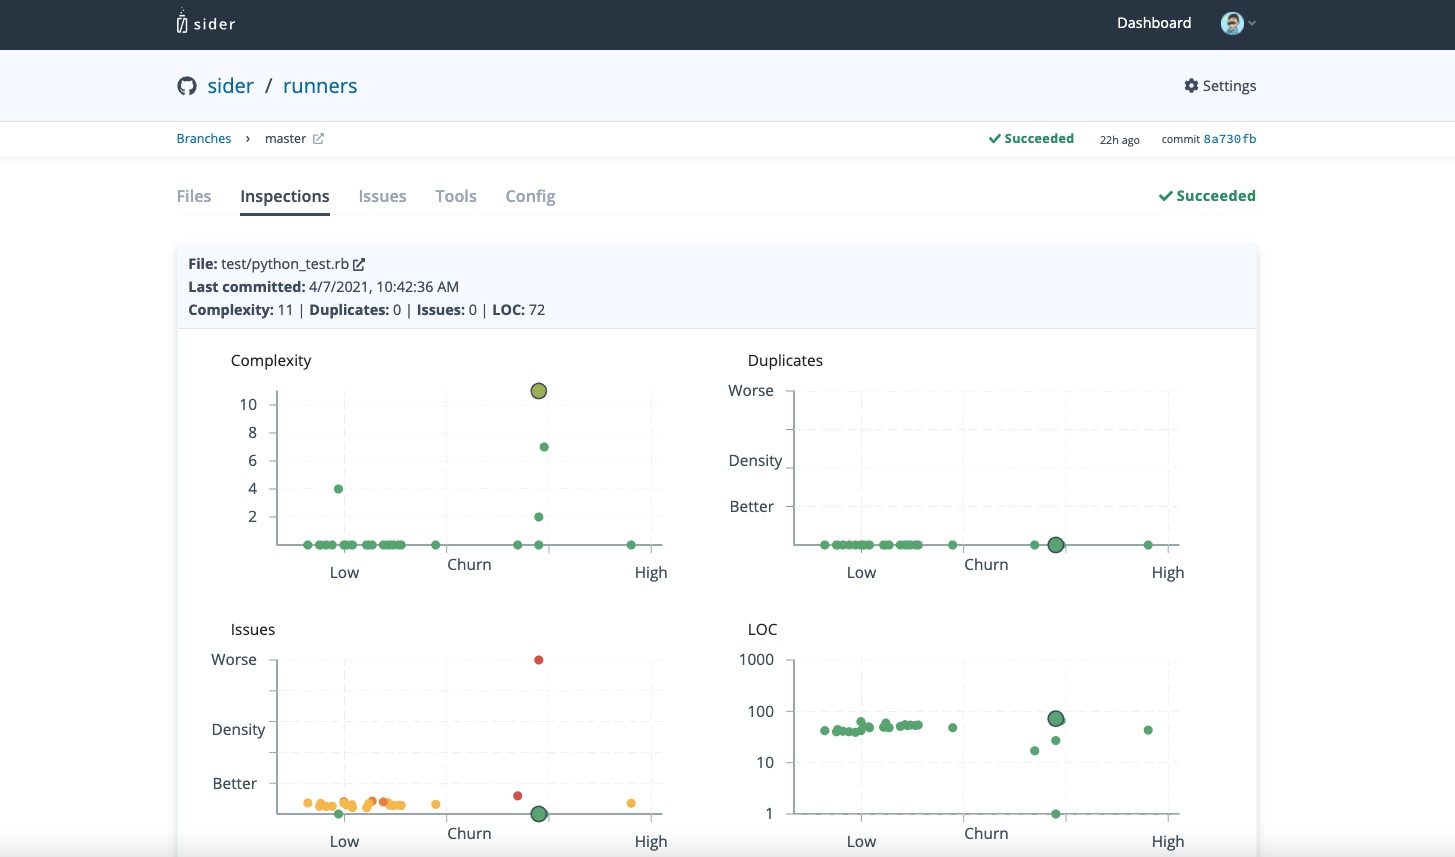 sider
Dashboard
sider / runners
Settings
Branches › master
Succeeded 22h ago commit 8a730fb
Files Inspections Issues Tools Config
Succeeded
File: test/python_test.rb
Last committed: 4/7/2021, 10:42:36 AM
Complexity: 11 | Duplicates: 0 | Issues: 0 | LOC: 72
Complexity
10
8
6
4
2
Low
Churn
High
Duplicates
Worse
Density
Better
Low
Churn
High
Issues
Worse
Density
Better
Low
Churn
High
LOC
1000
100
10
1
Low
Churn
High